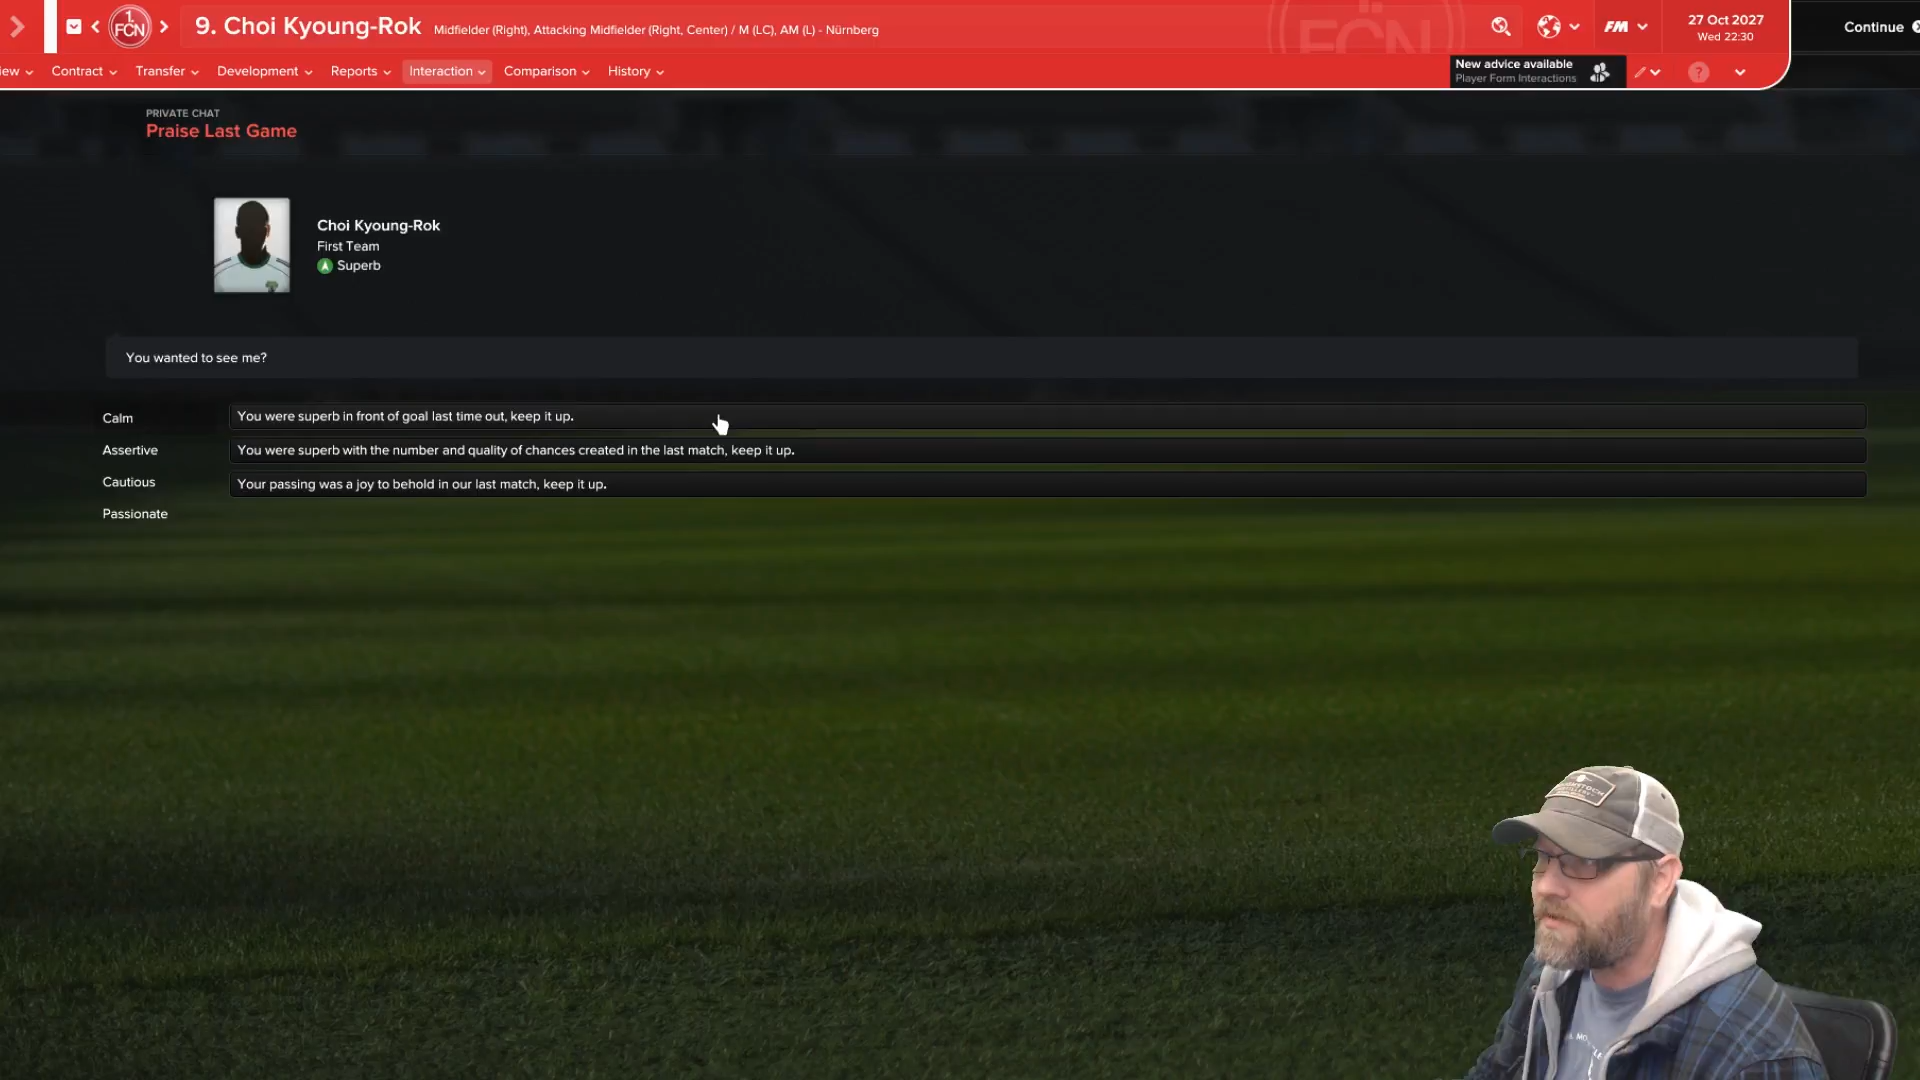 9. Choi Kyoung-Rok Midfielder (Right), Attacking Midfielder (Right, Center) / M (LC), AM (L) - Nürnberg
1.
FCN
FM
27 Oct 2027
Wed 22:30
Continue
iew Contract Transfer Development Reports Interaction Comparison History
New advice available
Player Form Interactions
?
PRIVATE CHAT
Praise Last Game
Choi Kyoung-Rok
First Team
Superb
You wanted to see me?
Calm You were superb in front of goal last time out, keep it up.
Assertive You were superb with the number and quality of chances created in the last match, keep it up.
Cautious Your passing was a joy to behold in our last match, keep it up.
Passionate